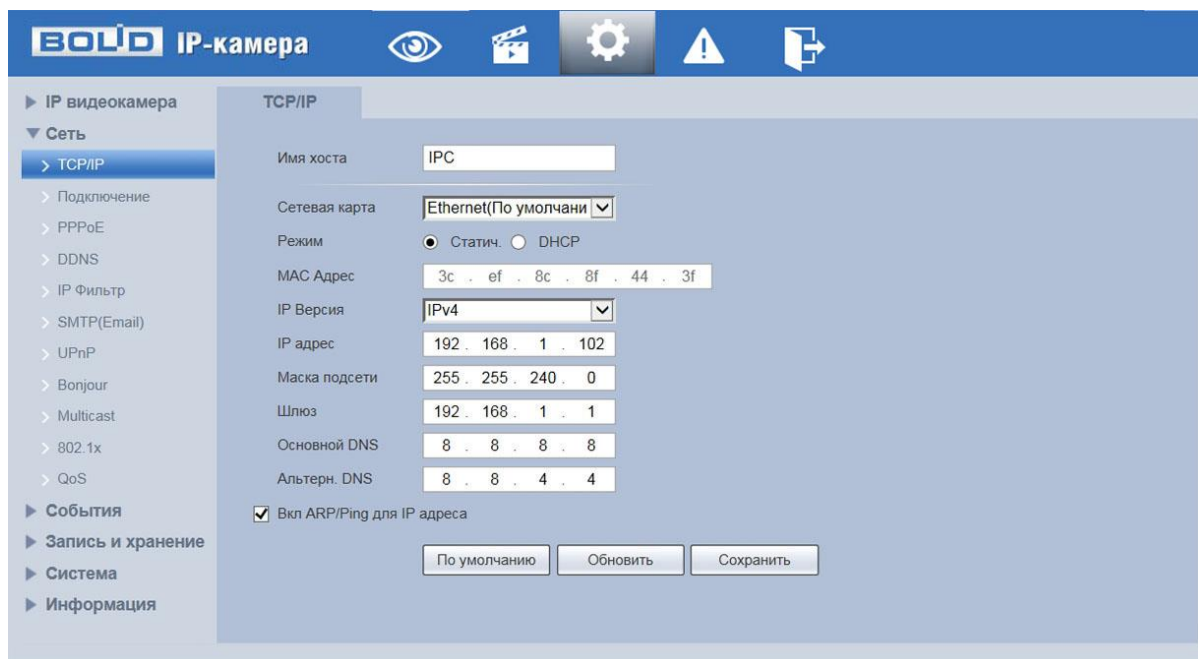 BOLID IP-камера
IP видеокамера
Сеть
TCP/IP
Подключение
PPPoE
DDNS
IP Фильтр
SMTP(Email)
UPnP
Bonjour
Multicast
802.1x
QoS
События
Запись и хранение
Система
Информация
TCP/IP
Имя хоста IPC
Сетевая карта Ethernet(По умолчани
Режим Статич. DHCP
MAC Адрес 3c . ef . 8c . 8f . 44 . 3f
IP Версия IPv4
IP адрес 192 . 168 . 1 . 102
Маска подсети 255 . 255 . 240 . 0
Шлюз 192 . 168 . 1 . 1
Основной DNS 8 . 8 . 8 . 8
Альтерн. DNS 8 . 8 . 4 . 4
Вкл ARP/Ping для IP адреса
По умолчанию Обновить Сохранить